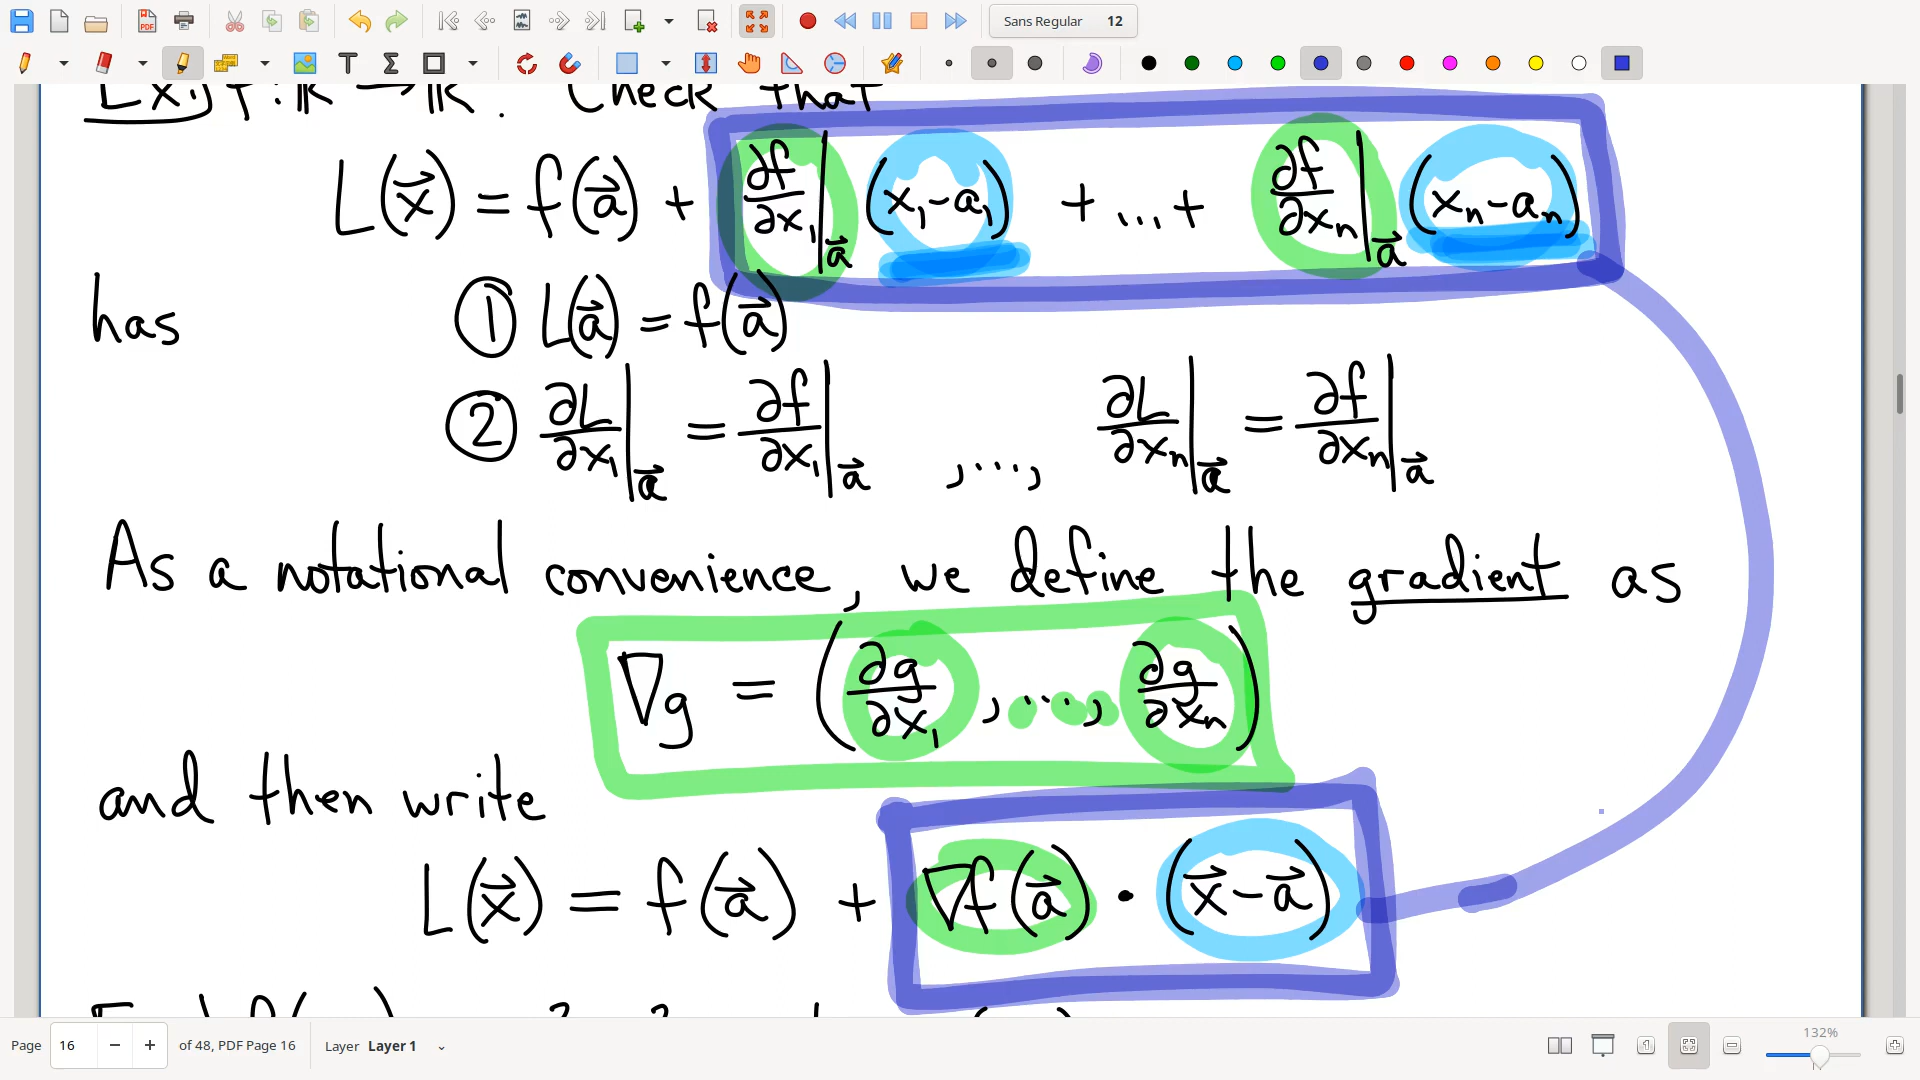 Sans Regular 12
Ex, f: ℝ → ℝ. Check that
L(x⃗) = f(a⃗) + ∂f/∂x₁|a⃗ (x₁-a₁) + ... + ∂f/∂xₙ|a⃗ (xₙ-aₙ)
has ① L(a⃗) = f(a⃗)
② ∂L/∂x₁|a⃗ = ∂f/∂x₁|a⃗ , ..., ∂L/∂xₙ|a⃗ = ∂f/∂xₙ|a⃗
As a notational convenience, we define the gradient as
∇g = (∂g/∂x₁, ..., ∂g/∂xₙ)
and then write
L(x⃗) = f(a⃗) + ∇f(a⃗) · (x⃗-a⃗)
Page 16 − + of 48, PDF Page 16 Layer Layer 1 132%